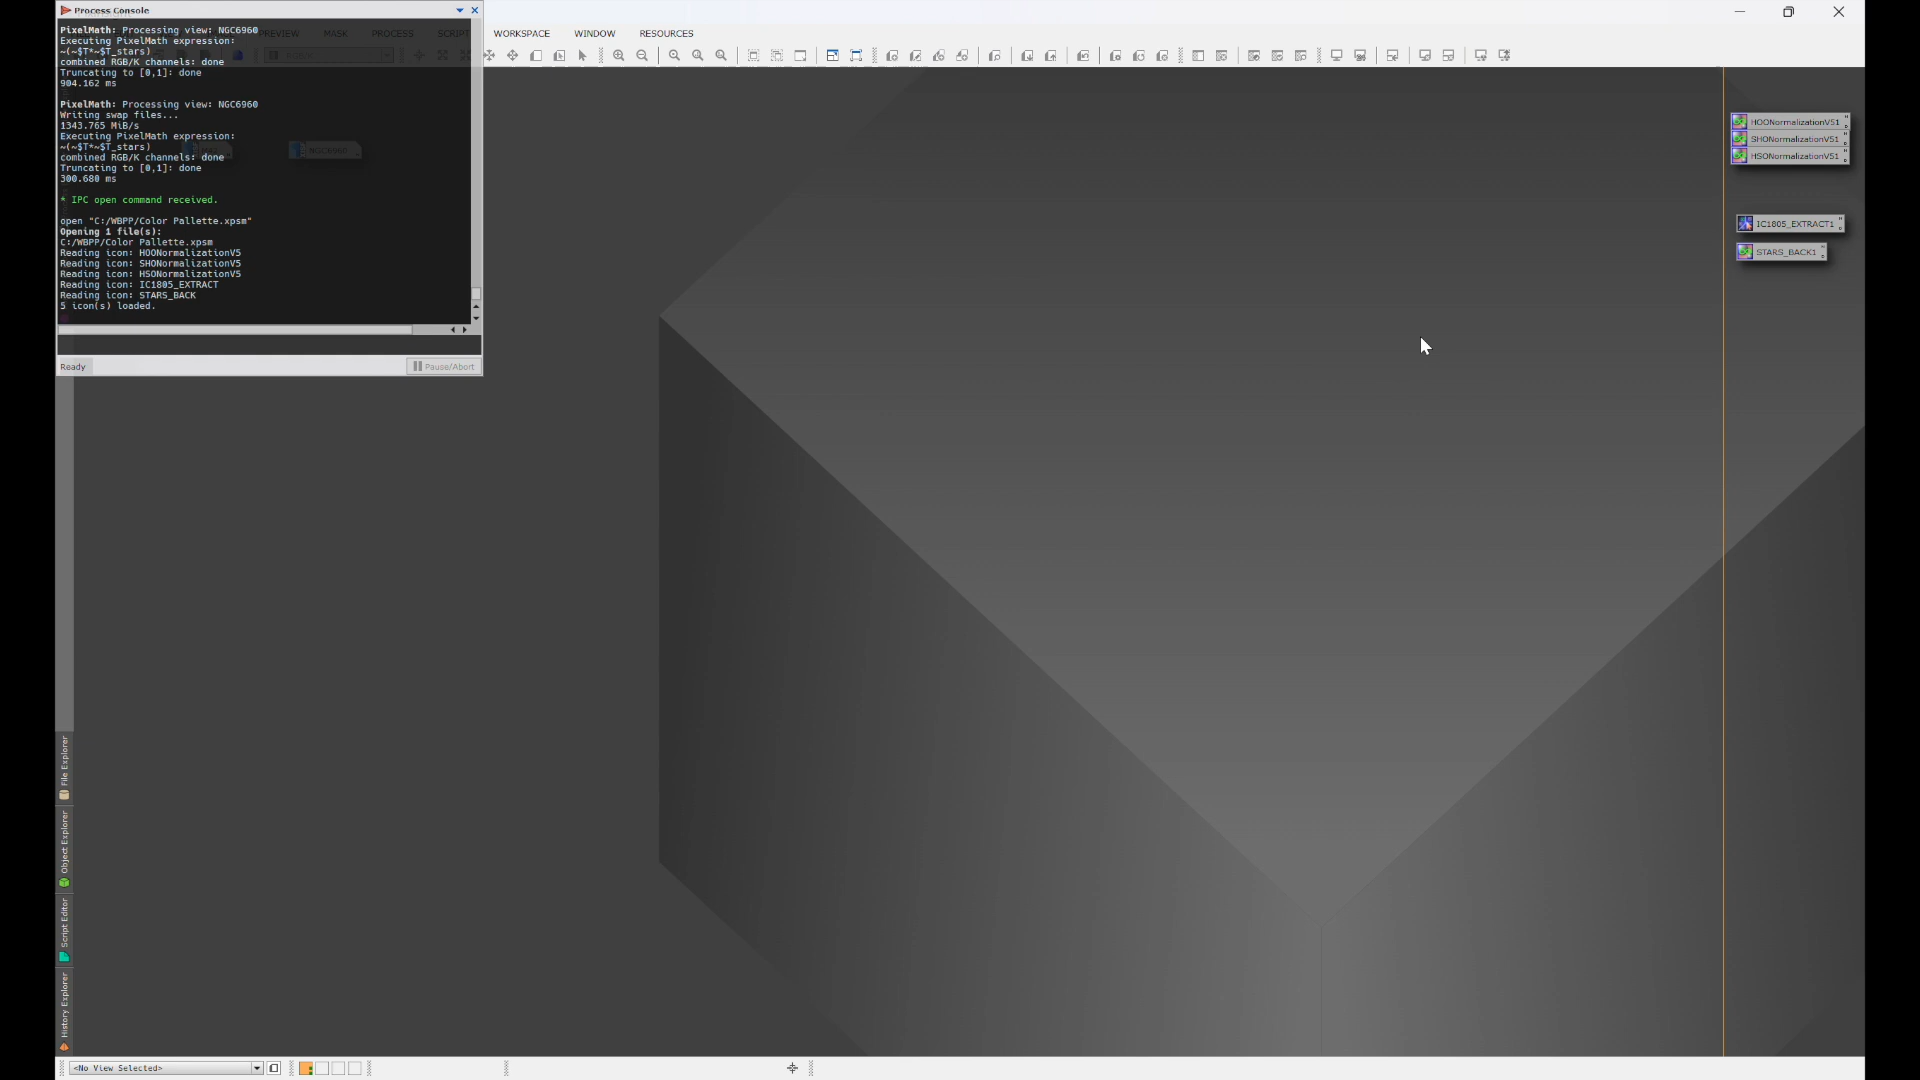 Process Console
PixelMath: Processing view: NGC6960
Executing PixelMath expression:
~(~$T*~$T_stars)
combined RGB/K channels: done
Truncating to [0,1]: done
904.162 ms
PixelMath: Processing view: NGC6960
Writing swap files...
1343.765 MiB/s
Executing PixelMath expression:
~(~$T*~$T_stars)
combined RGB/K channels: done
Truncating to [0,1]: done
300.680 ms
* IPC open command received.
open "C:/WBPP/Color Pallette.xpsm"
Opening 1 file(s):
C:/WBPP/Color Pallette.xpsm
Reading icon: HOONormalizationV5
Reading icon: SHONormalizationV5
Reading icon: HSONormalizationV5
Reading icon: IC1805_EXTRACT
Reading icon: STARS_BACK
5 icon(s) loaded.
Ready
Pause/Abort
PREVIEW MASK PROCESS SCRIPT WORKSPACE WINDOW RESOURCES
NGC6960
HOONormalizationV51
SHONormalizationV51
HSONormalizationV51
IC1805_EXTRACT1
STARS_BACK1
File Explorer
Object Explorer
Script Editor
History Explorer
<No View Selected>